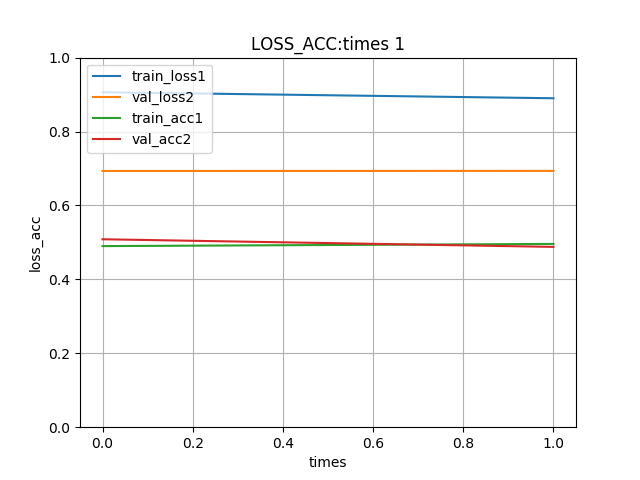 LOSS_ACC:times 1
1.0
0.8
0.6
0.4
0.2
0.0
loss_acc
train_loss1
val_loss2
train_acc1
val_acc2
0.0 0.2 0.4 0.6 0.8 1.0
times